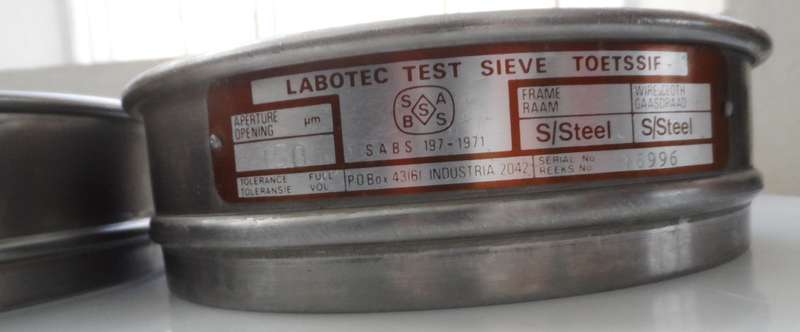 LABOTEC TEST SIEVE TOETSSIF
APERTURE
OPENING
µm
S A
S
B S
SABS 197-1971
FRAME
RAAM
S/Steel
WIRECLOTH
GAASDRAAD
S/Steel
TOLERANCE FULL
TOLERANSIE VOL
P.O Box 43161 INDUSTRIA 2042
SERIAL No
REEKS No
6996